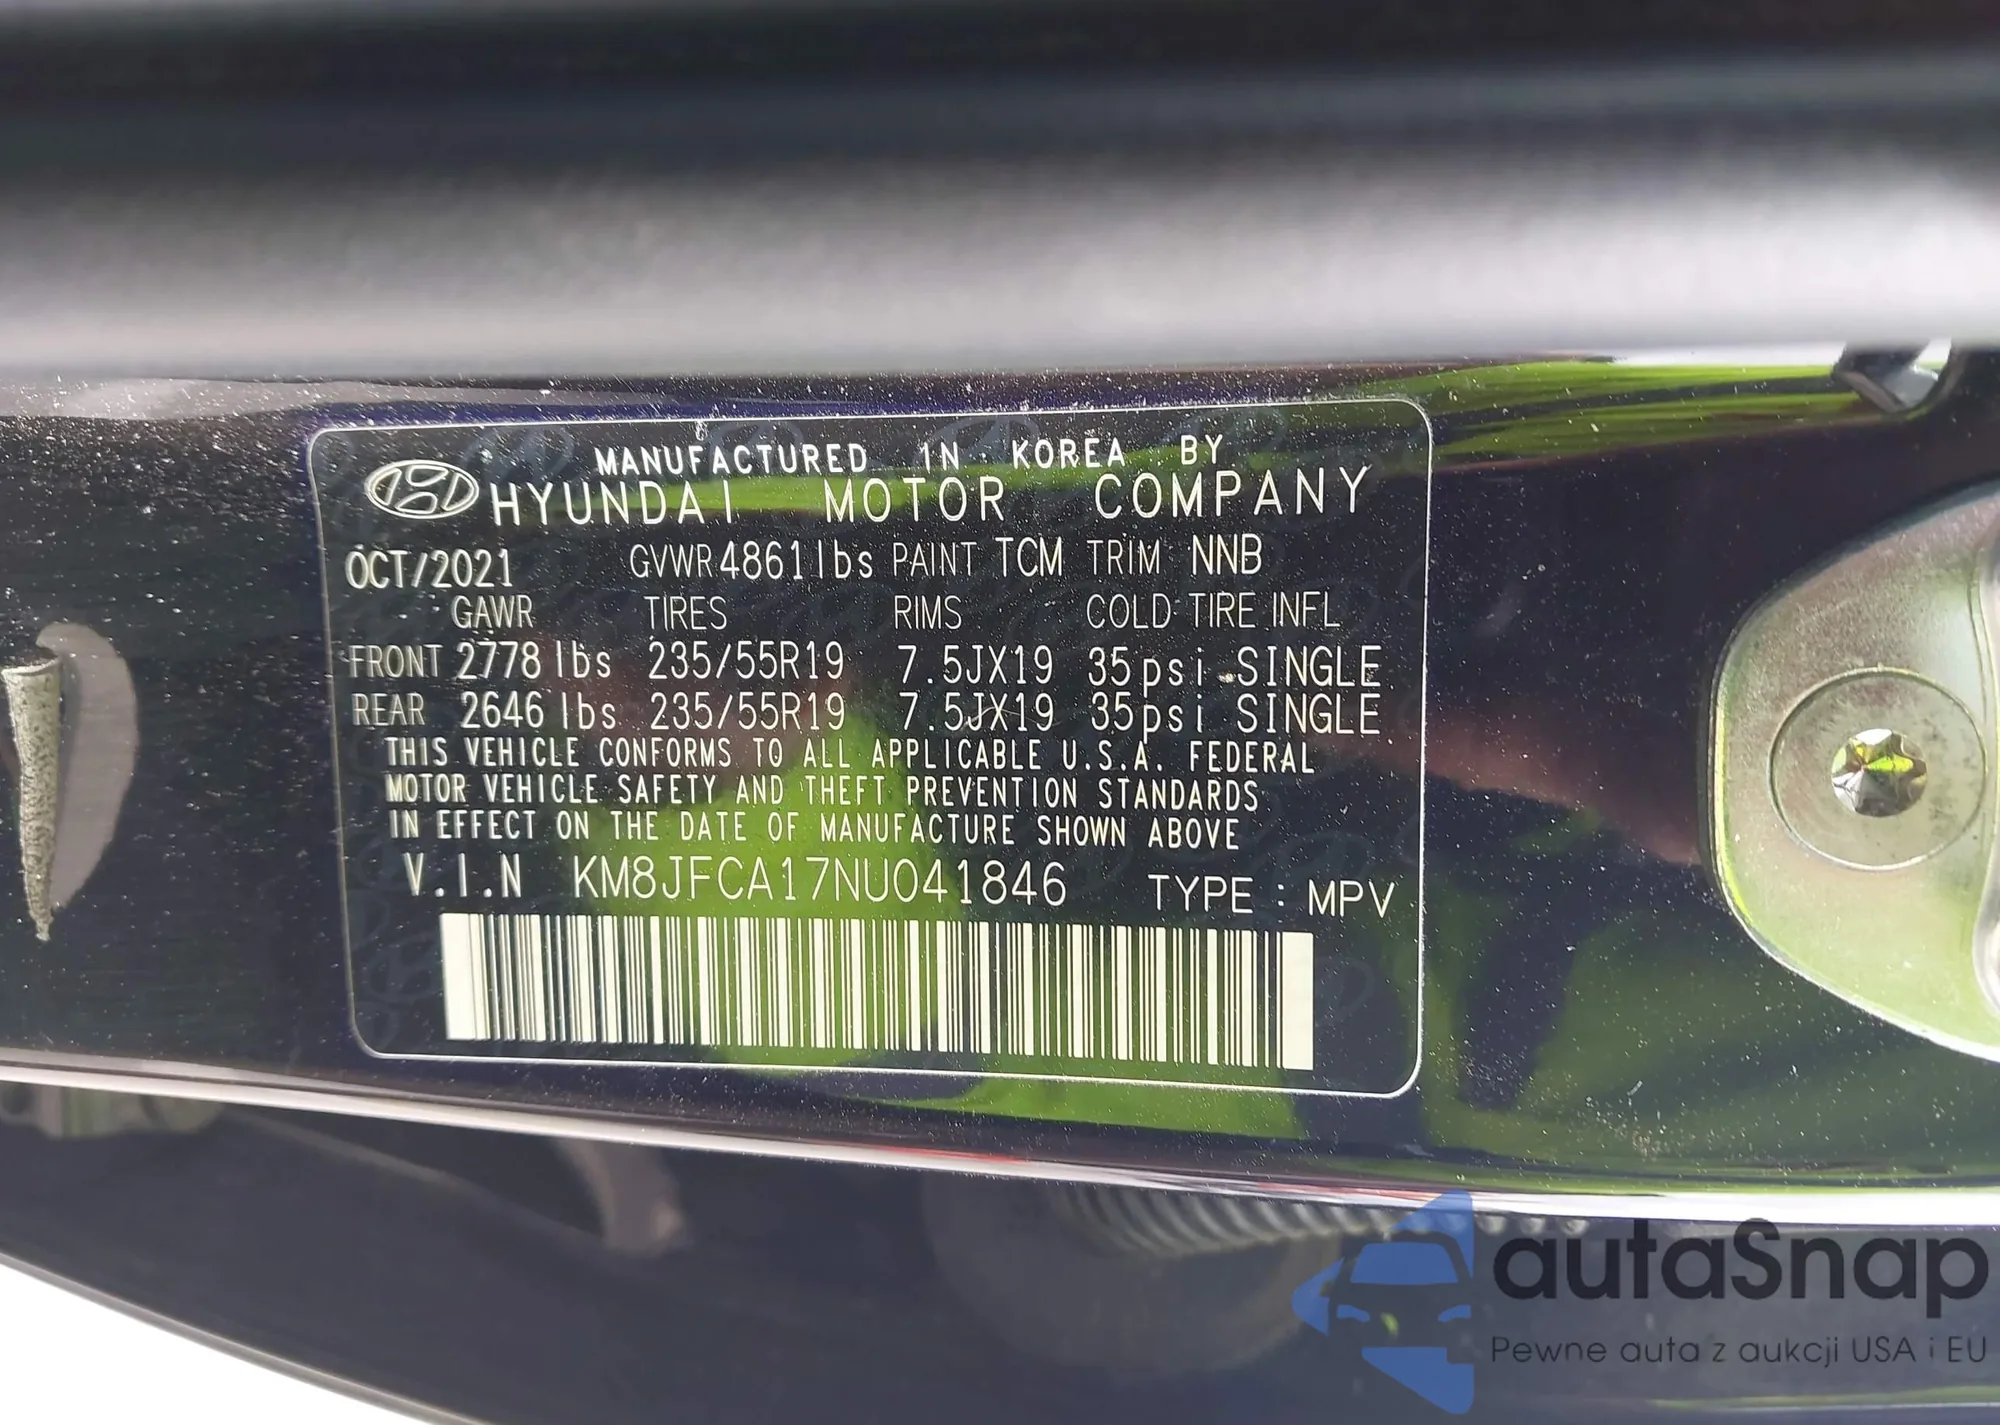 MANUFACTURED IN KOREA BY
HYUNDAI MOTOR COMPANY
OCT/2021 GVWR 4861lbs PAINT TCM TRIM NNB
GAWR TIRES RIMS COLD TIRE INFL
FRONT 2778 lbs 235/55R19 7.5JX19 35psi SINGLE
REAR 2646 lbs 235/55R19 7.5JX19 35psi SINGLE
THIS VEHICLE CONFORMS TO ALL APPLICABLE U.S.A. FEDERAL
MOTOR VEHICLE SAFETY AND THEFT PREVENTION STANDARDS
IN EFFECT ON THE DATE OF MANUFACTURE SHOWN ABOVE
V.I.N KM8JFCA17NU041846 TYPE : MPV
autaSnap
Pewne auta z aukcji USA i EU